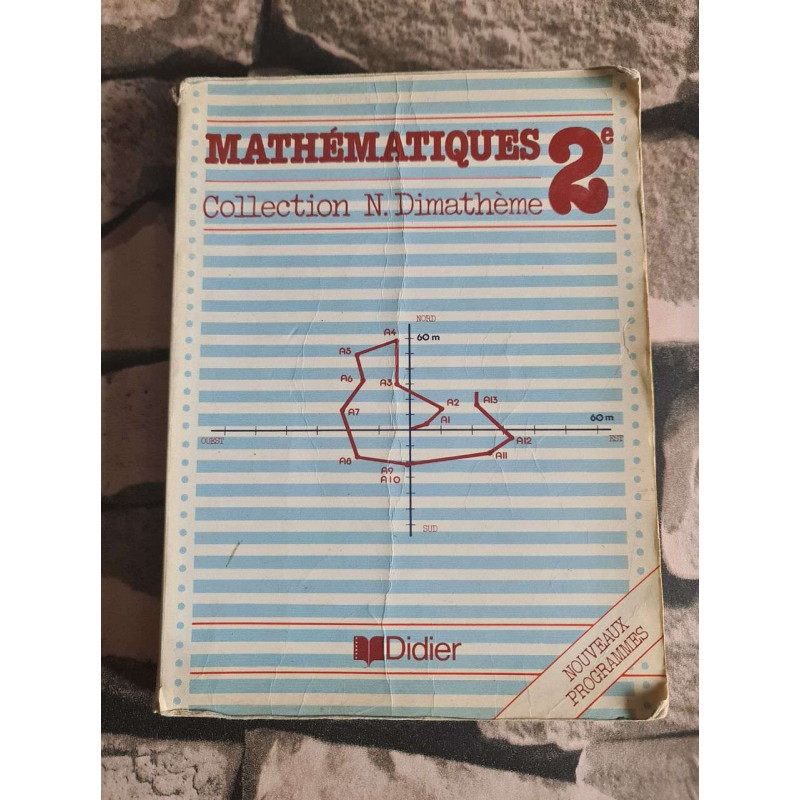 MATHÉMATIQUES 2e
Collection N. Dimathème
NORD
60 m
A4
A5
A6
A3
A7
A2
A1
A13
60 m
OUEST
EST
A12
A8
A11
A9
A10
SUD
Didier
NOUVEAUX
PROGRAMMES